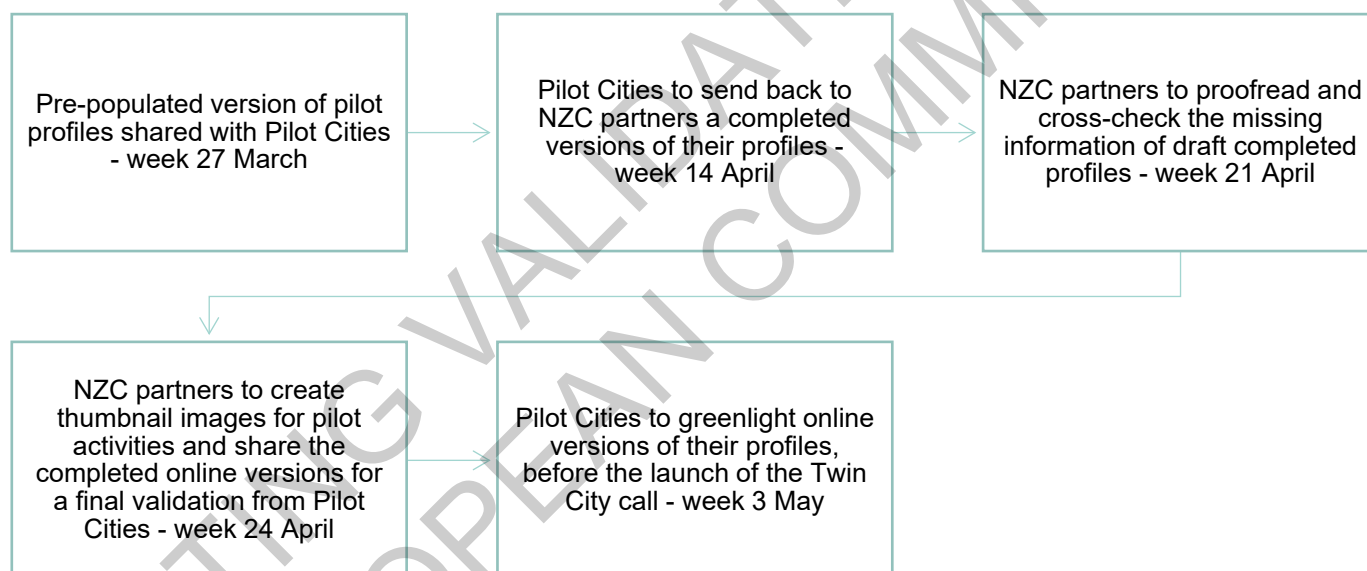 Pre-populated version of pilot
profiles shared with Pilot Cities
- week 27 March
Pilot Cities to send back to
NZC partners a completed
versions of their profiles -
week 14 April
NZC partners to proofread and
cross-check the missing
information of draft completed
profiles - week 21 April
NZC partners to create
thumbnail images for pilot
activities and share the
completed online versions for
a final validation from Pilot
Cities - week 24 April
Pilot Cities to greenlight online
versions of their profiles,
before the launch of the Twin
City call - week 3 May